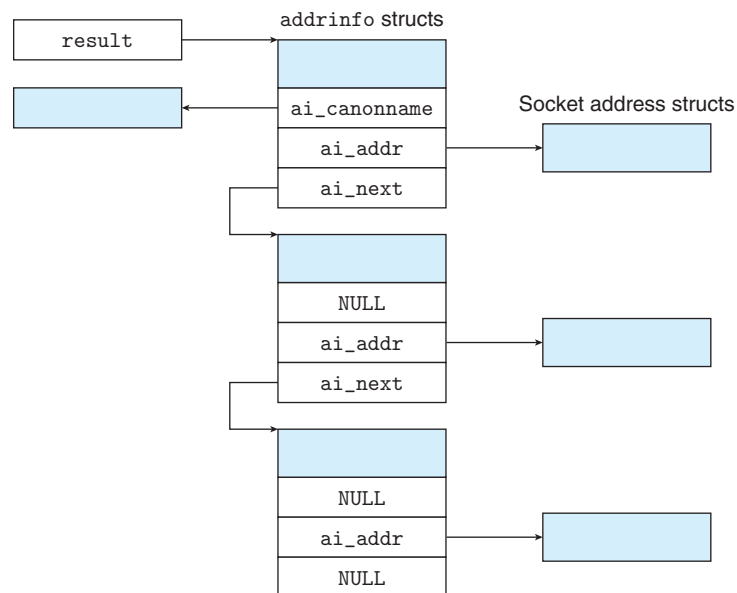 addrinfo structs
result
ai_canonname
Socket address structs
ai_addr
ai_next
NULL
ai_addr
ai_next
NULL
ai_addr
NULL